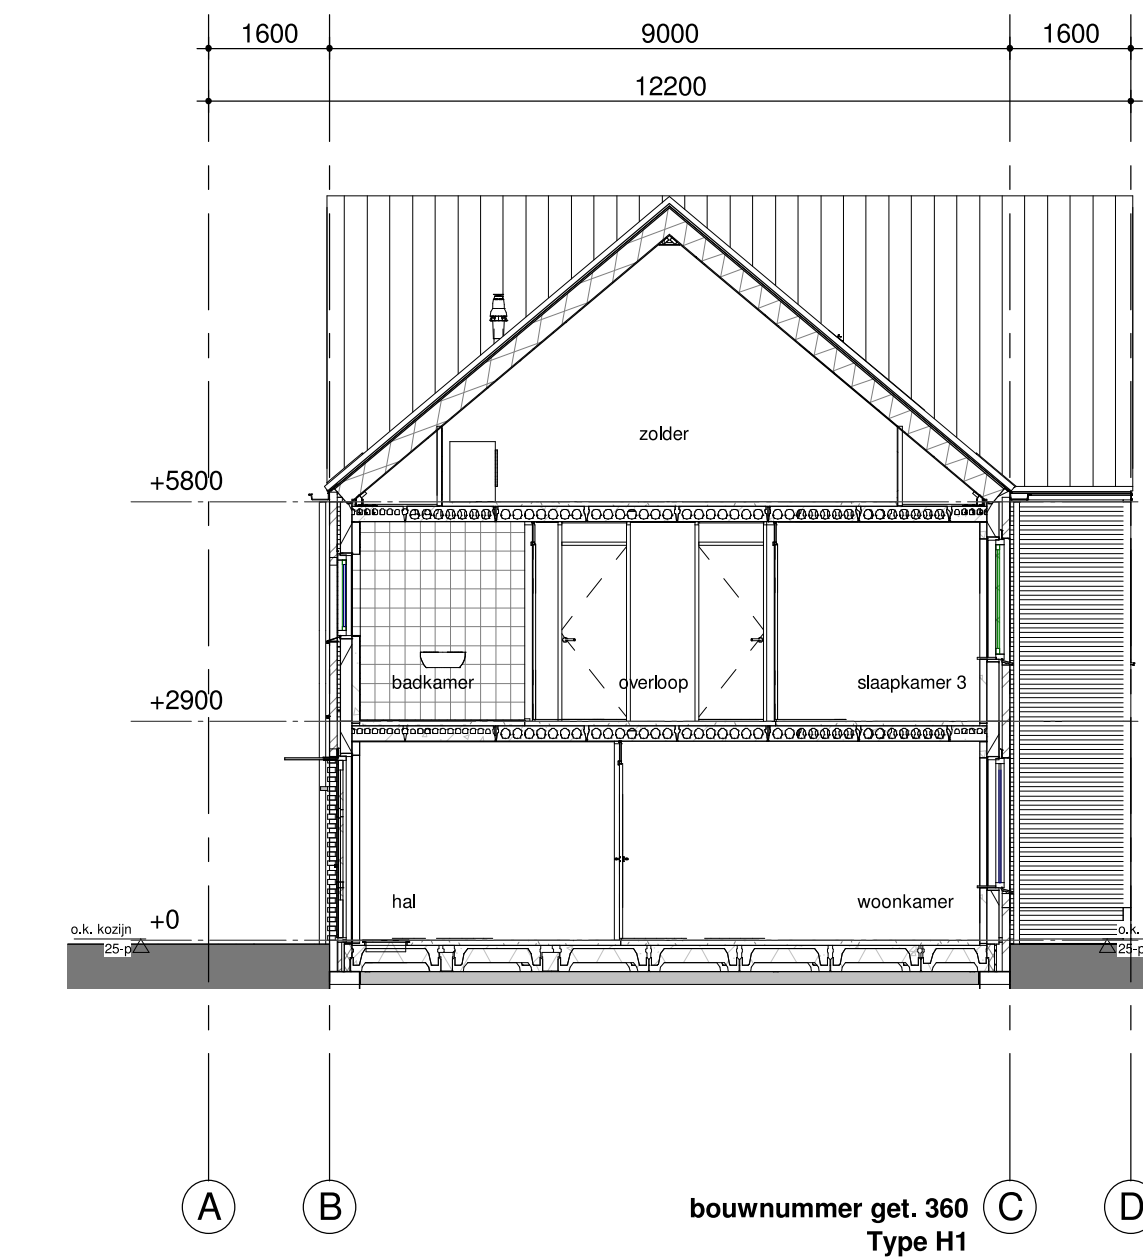 1600 9000 1600
12200
zolder
+5800
badkamer overloop slaapkamer 3
+2900
hal woonkamer
+0
o.k. kozijn o.k.
25-p 25-p
A B C D
bouwnummer get. 360
Type H1